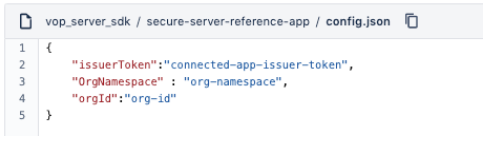 vop_server_sdk / secure-server-reference-app / config.json
1 {
2 "issuerToken":"connected-app-issuer-token",
3 "OrgNamespace" : "org-namespace",
4 "orgId":"org-id"
5 }